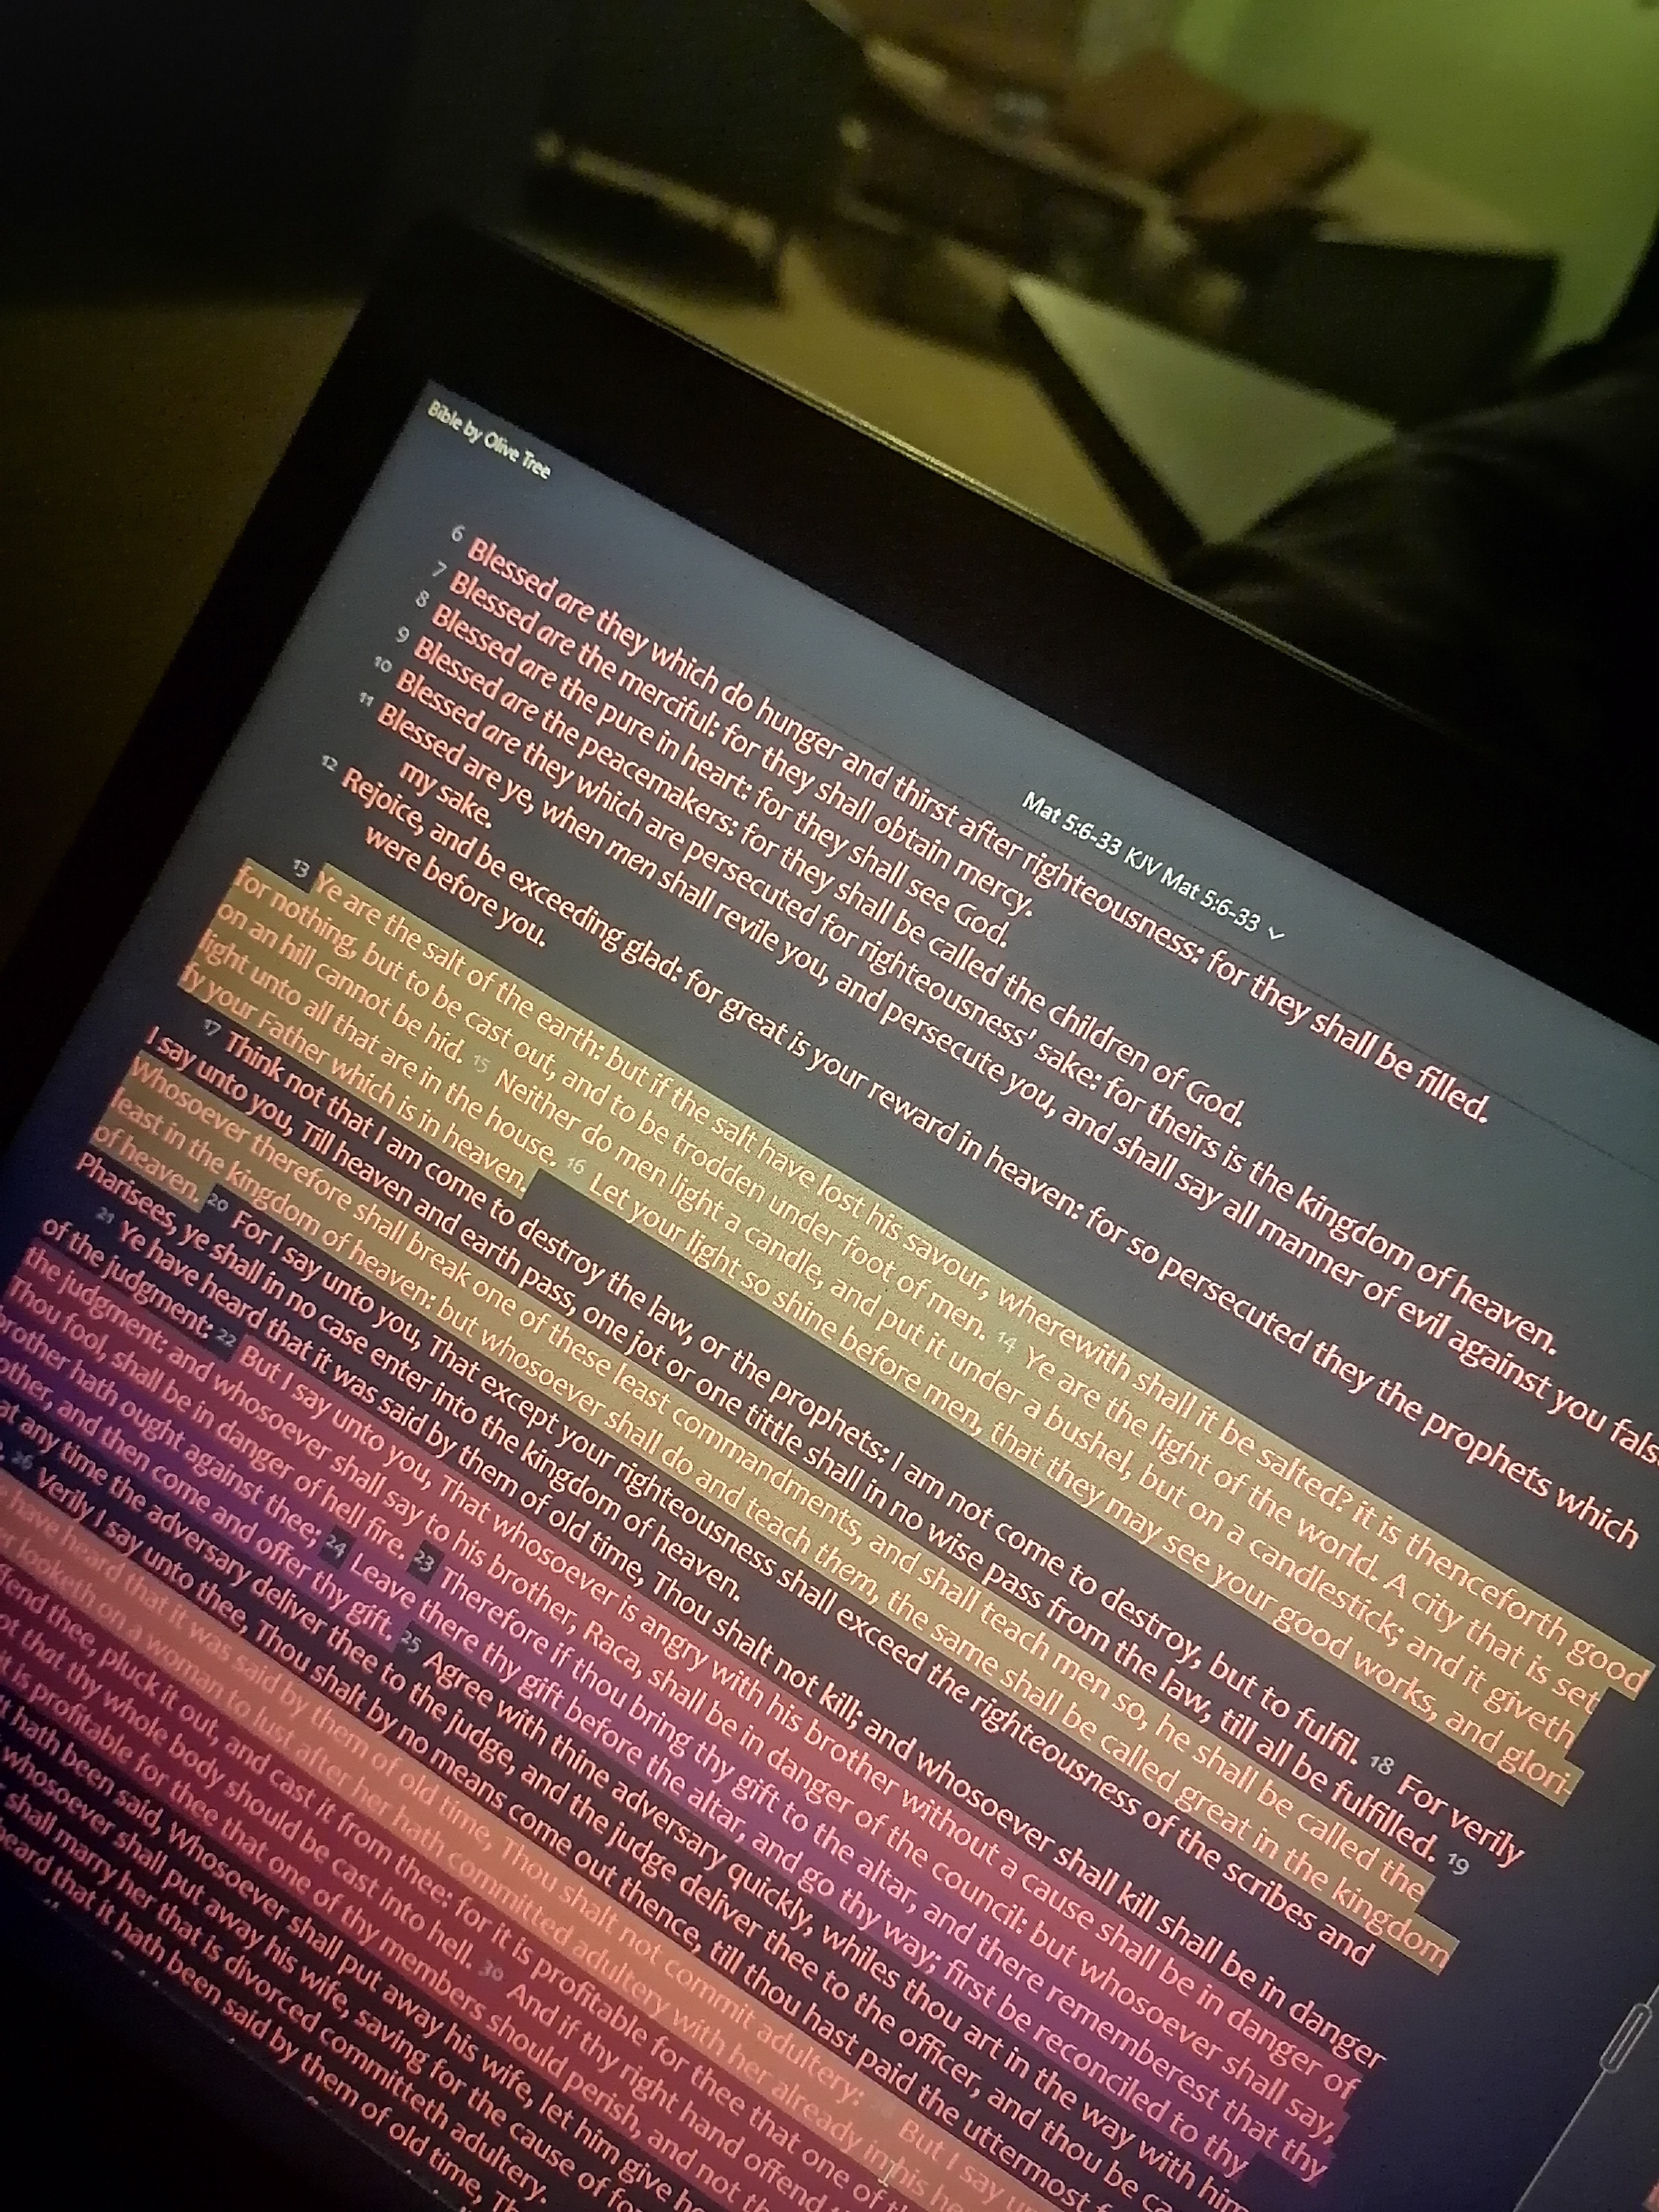 Bible by Olive Tree
Mat 5:6-33 KJV Mat 5:6-33
6 Blessed are they which do hunger and thirst after righteousness: for they shall be filled.
7 Blessed are the merciful: for they shall obtain mercy.
8 Blessed are the pure in heart: for they shall see God.
9 Blessed are the peacemakers: for they shall be called the children of God.
10 Blessed are they which are persecuted for righteousness' sake: for theirs is the kingdom of heaven.
11 Blessed are ye, when men shall revile you, and persecute you, and shall say all manner of evil against you fals
my sake.
12 Rejoice, and be exceeding glad: for great is your reward in heaven: for so persecuted they the prophets which
were before you.
13 Ye are the salt of the earth: but if the salt have lost his savour, wherewith shall it be salted? it is thenceforth good
for nothing, but to be cast out, and to be trodden under foot of men. 14 Ye are the light of the world. A city that is set
on an hill cannot be hid. 15 Neither do men light a candle, and put it under a bushel, but on a candlestick; and it giveth
light unto all that are in the house. 16 Let your light so shine before men, that they may see your good works, and glori-
fy your Father which is in heaven.
17 Think not that I am come to destroy the law, or the prophets: I am not come to destroy, but to fulfil. 18 For verily
I say unto you, Till heaven and earth pass, one jot or one tittle shall in no wise pass from the law, till all be fulfilled. 19
Whosoever therefore shall break one of these least commandments, and shall teach men so, he shall be called the
least in the kingdom of heaven: but whosoever shall do and teach them, the same shall be called great in the kingdom
of heaven. 20 For I say unto you, That except your righteousness shall exceed the righteousness of the scribes and
Pharisees, ye shall in no case enter into the kingdom of heaven.
21 Ye have heard that it was said by them of old time, Thou shalt not kill; and whosoever shall kill shall be in danger
of the judgment: 22 But I say unto you, That whosoever is angry with his brother without a cause shall be in danger of
the judgment: and whosoever shall say to his brother, Raca, shall be in danger of the council: but whosoever shall say,
Thou fool, shall be in danger of hell fire. 23 Therefore if thou bring thy gift to the altar, and there rememberest that thy
brother hath ought against thee; 24 Leave there thy gift before the altar, and go thy way; first be reconciled to thy
other, and then come and offer thy gift. 25 Agree with thine adversary quickly, whiles thou art in the way with him
at any time the adversary deliver thee to the judge, and the judge deliver thee to the officer, and thou be ca
26 Verily I say unto thee, Thou shalt by no means come out thence, till thou hast paid the uttermost f
have heard that it was said by them of old time, Thou shalt not commit adultery: But I say un
looketh on a woman to lust after her hath committed adultery with her already in his he
fend thee, pluck it out, and cast it from thee: for it is profitable for thee that one of th
ot that thy whole body should be cast into hell. 30 And if thy right hand offend
is profitable for thee that one of thy members should perish, and not th
hath been said, Whosoever shall put away his wife, let him give he
whosoever shall put away his wife, saving for the cause of fo
shall marry her that is divorced committeth adultery.
eard that it hath been said by them of old time, Th